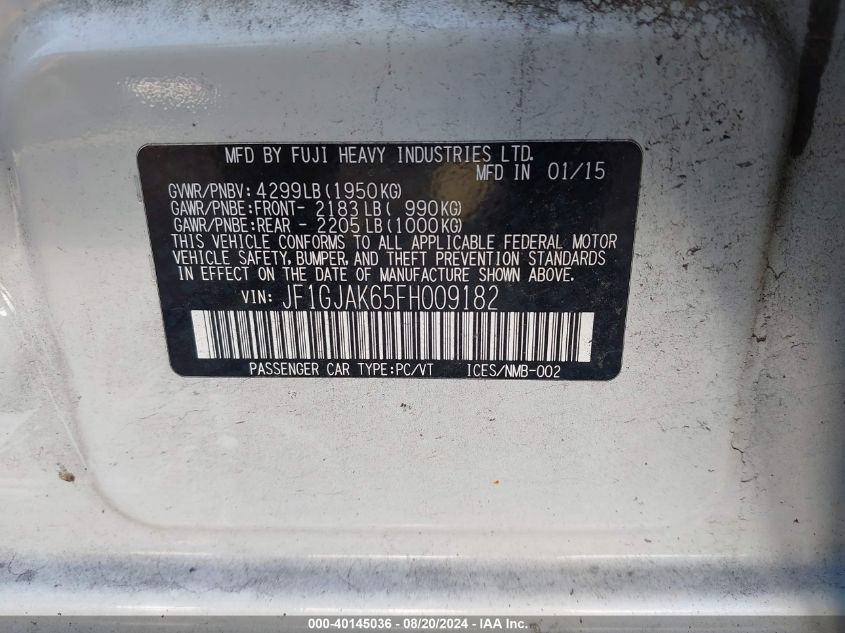 MFD BY FUJI HEAVY INDUSTRIES LTD.
MFD IN 01/15
GVWR/PNBV: 4299LB(1950KG)
GAWR/PNBE:FRONT- 2183 LB( 990KG)
GAWR/PNBE:REAR - 2205 LB(1000KG)
THIS VEHICLE CONFORMS TO ALL APPLICABLE FEDERAL MOTOR
VEHICLE SAFETY, BUMPER, AND THEFT PREVENTION STANDARDS
IN EFFECT ON THE DATE OF MANUFACTURE SHOWN ABOVE.
VIN: JF1GJAK65FH009182
PASSENGER CAR TYPE:PC/VT ICES/NMB-002
000-40145036 - 08/20/2024 - IAA, Inc.